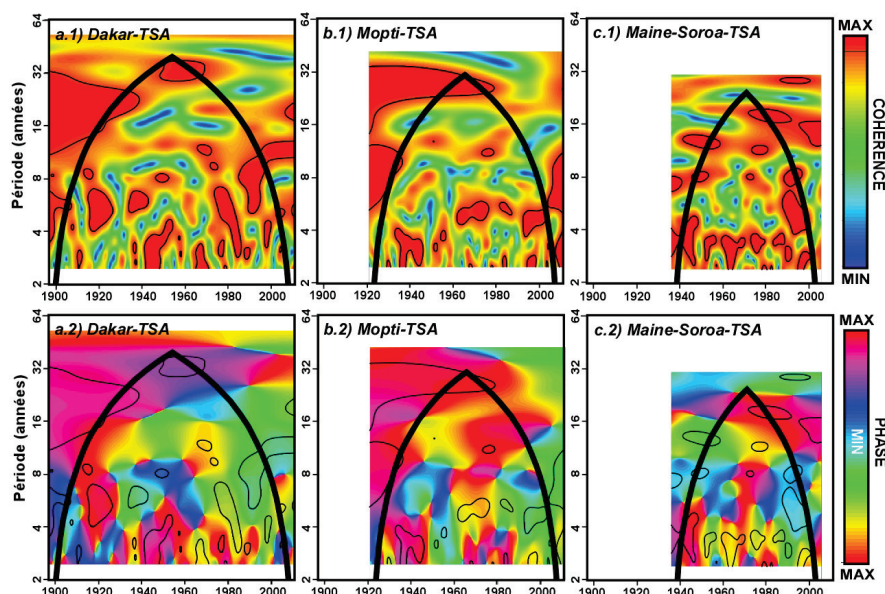 a.1) Dakar-TSA
b.1) Mopti-TSA
c.1) Maine-Soroa-TSA
Période (années)
64
32
16
8
4
2
1900 1920 1940 1960 1980 2000
1900 1920 1940 1960 1980 2000
1900 1920 1940 1960 1980 2000
MAX
COHERENCE
MIN
a.2) Dakar-TSA
b.2) Mopti-TSA
c.2) Maine-Soroa-TSA
Période (années)
64
32
16
8
4
2
1900 1920 1940 1960 1980 2000
1900 1920 1940 1960 1980 2000
1900 1920 1940 1960 1980 2000
MAX
MIN
PHASE
MAX